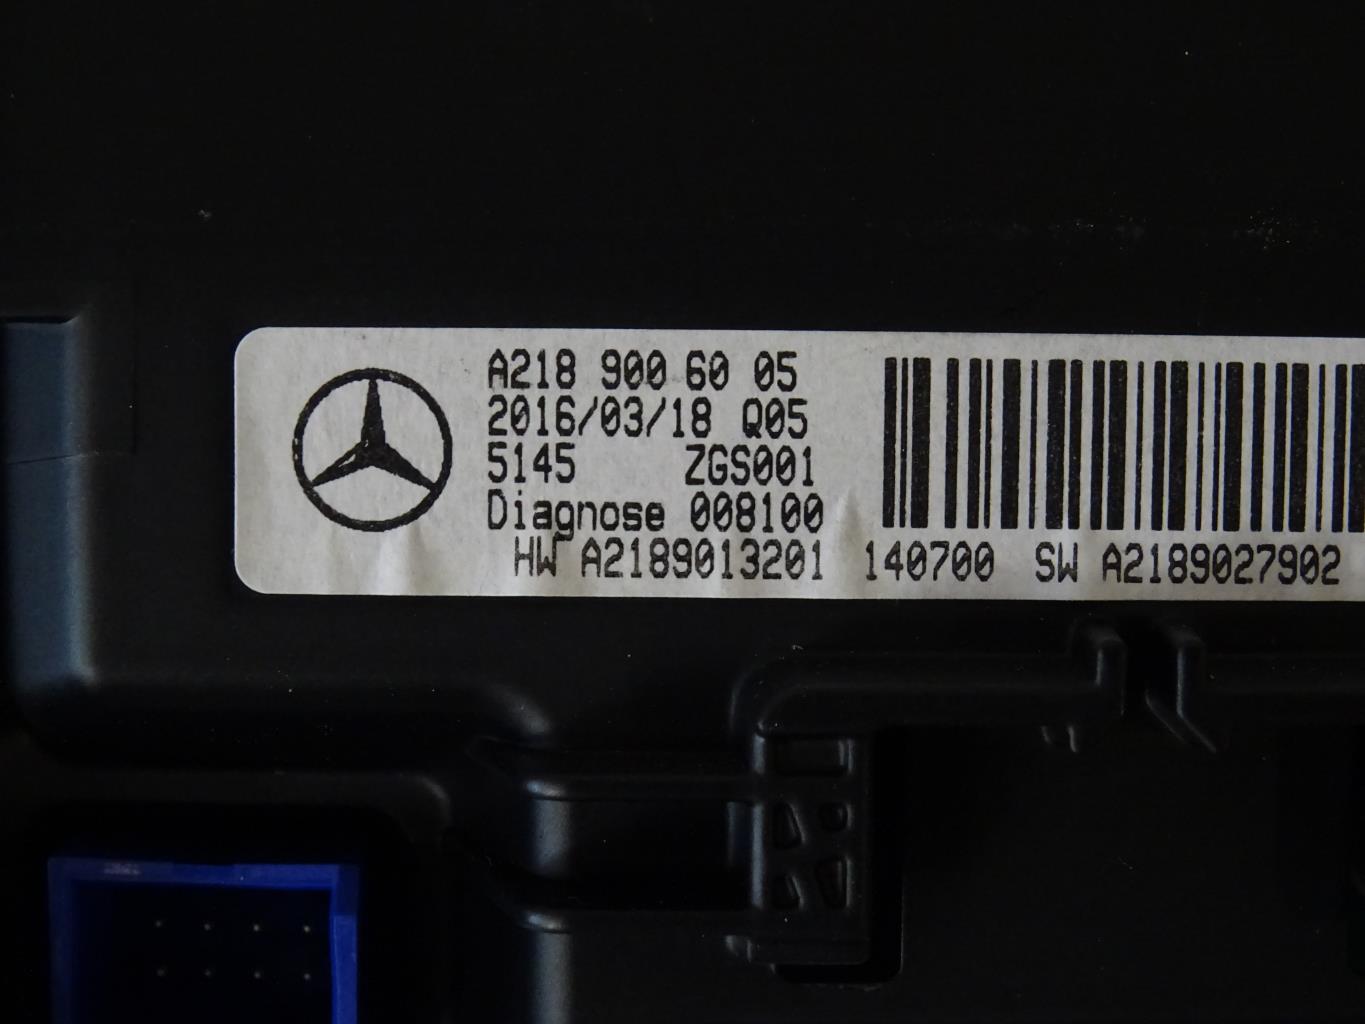 A218 900 60 05
2016/03/18 Q05
5145 ZGS001
Diagnose 008100
HW A2189013201 140700 SW A2189027902